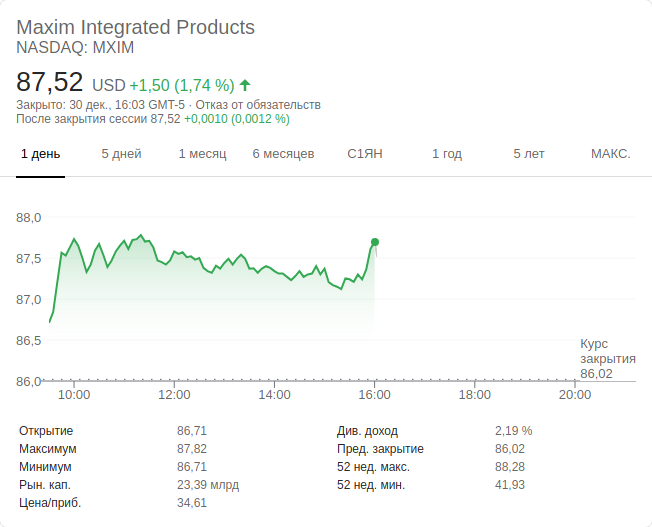 Maxim Integrated Products
NASDAQ: MXIM
87,52 USD +1,50 (1,74 %)
Закрыто: 30 дек., 16:03 GMT-5 · Отказ от обязательств
После закрытия сессии 87,52 +0,0010 (0,0012 %)
1 день 5 дней 1 месяц 6 месяцев С1ЯН 1 год 5 лет МАКС.
88,0
87,5
87,0
86,5
Курс
закрытия
86,02
86,0
10:00 12:00 14:00 16:00 18:00 20:00
Открытие 86,71 Див. доход 2,19 %
Максимум 87,82 Пред. закрытие 86,02
Минимум 86,71 52 нед. макс. 88,28
Рын. кап. 23,39 млрд 52 нед. мин. 41,93
Цена/приб. 34,61